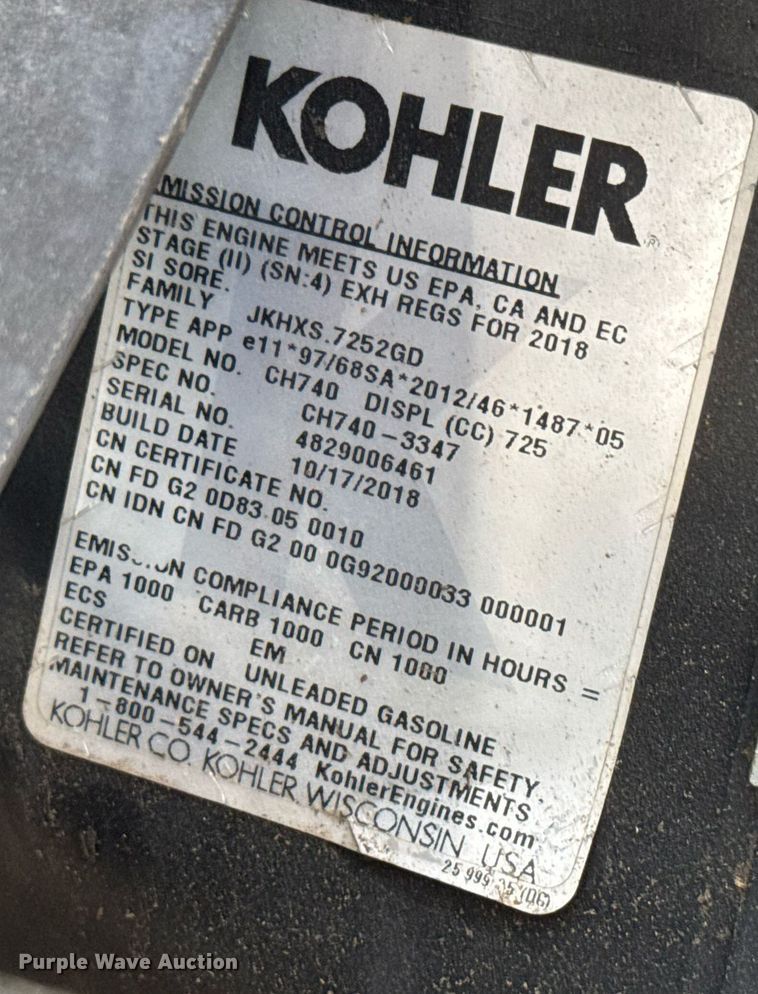 KOHLER®
MISSION CONTROL INFORMATION
THIS ENGINE MEETS US EPA, CA AND EC
STAGE (II) (SN:4) EXH REGS FOR 2018
SI SORE.
FAMILY JKHXS.7252GD
TYPE APP e11*97/68SA*2012/46*1487*05
MODEL NO. CH740 DISPL (CC) 725
SPEC NO. CH740-3347
SERIAL NO. 4829006461
BUILD DATE 10/17/2018
CN CERTIFICATE NO.
CN FD G2 0D83 05 0010
CN IDN CN FD G2 00 0G92000033 000001
COMPLIANCE PERIOD IN HOURS =
EPA 1000 CARB 1000 CN 1000
ECS EM
CERTIFIED ON UNLEADED GASOLINE
REFER TO OWNER'S MANUAL FOR SAFETY,
MAINTENANCE SPECS AND ADJUSTMENTS
1-800-544-2444 KohlerEngines.com
KOHLER CO. KOHLER, WISCONSIN USA
25 999 (DG)
Purple Wave Auction